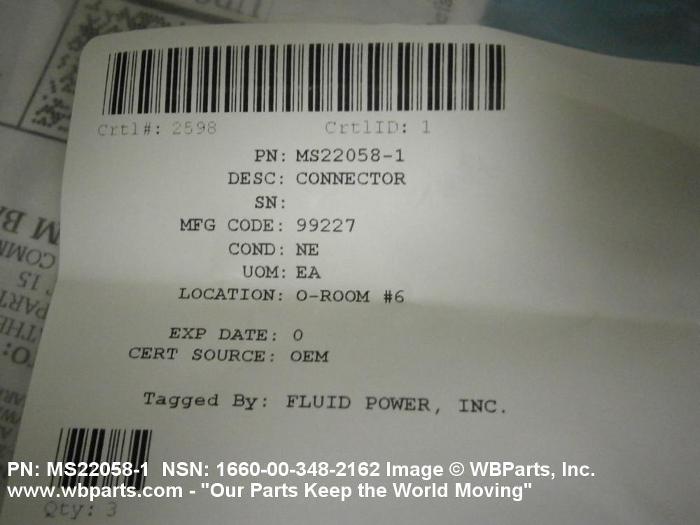 Crtl#: 2598 CrtlID: 1
PN: MS22058-1
DESC: CONNECTOR
SN:
MFG CODE: 99227
COND: NE
UOM: EA
LOCATION: O-ROOM #6
EXP DATE: 0
CERT SOURCE: OEM
Tagged By: FLUID POWER, INC.
PN: MS22058-1 NSN: 1660-00-348-2162 Image © WBParts, Inc.
www.wbparts.com - "Our Parts Keep the World Moving"
Qty: 3